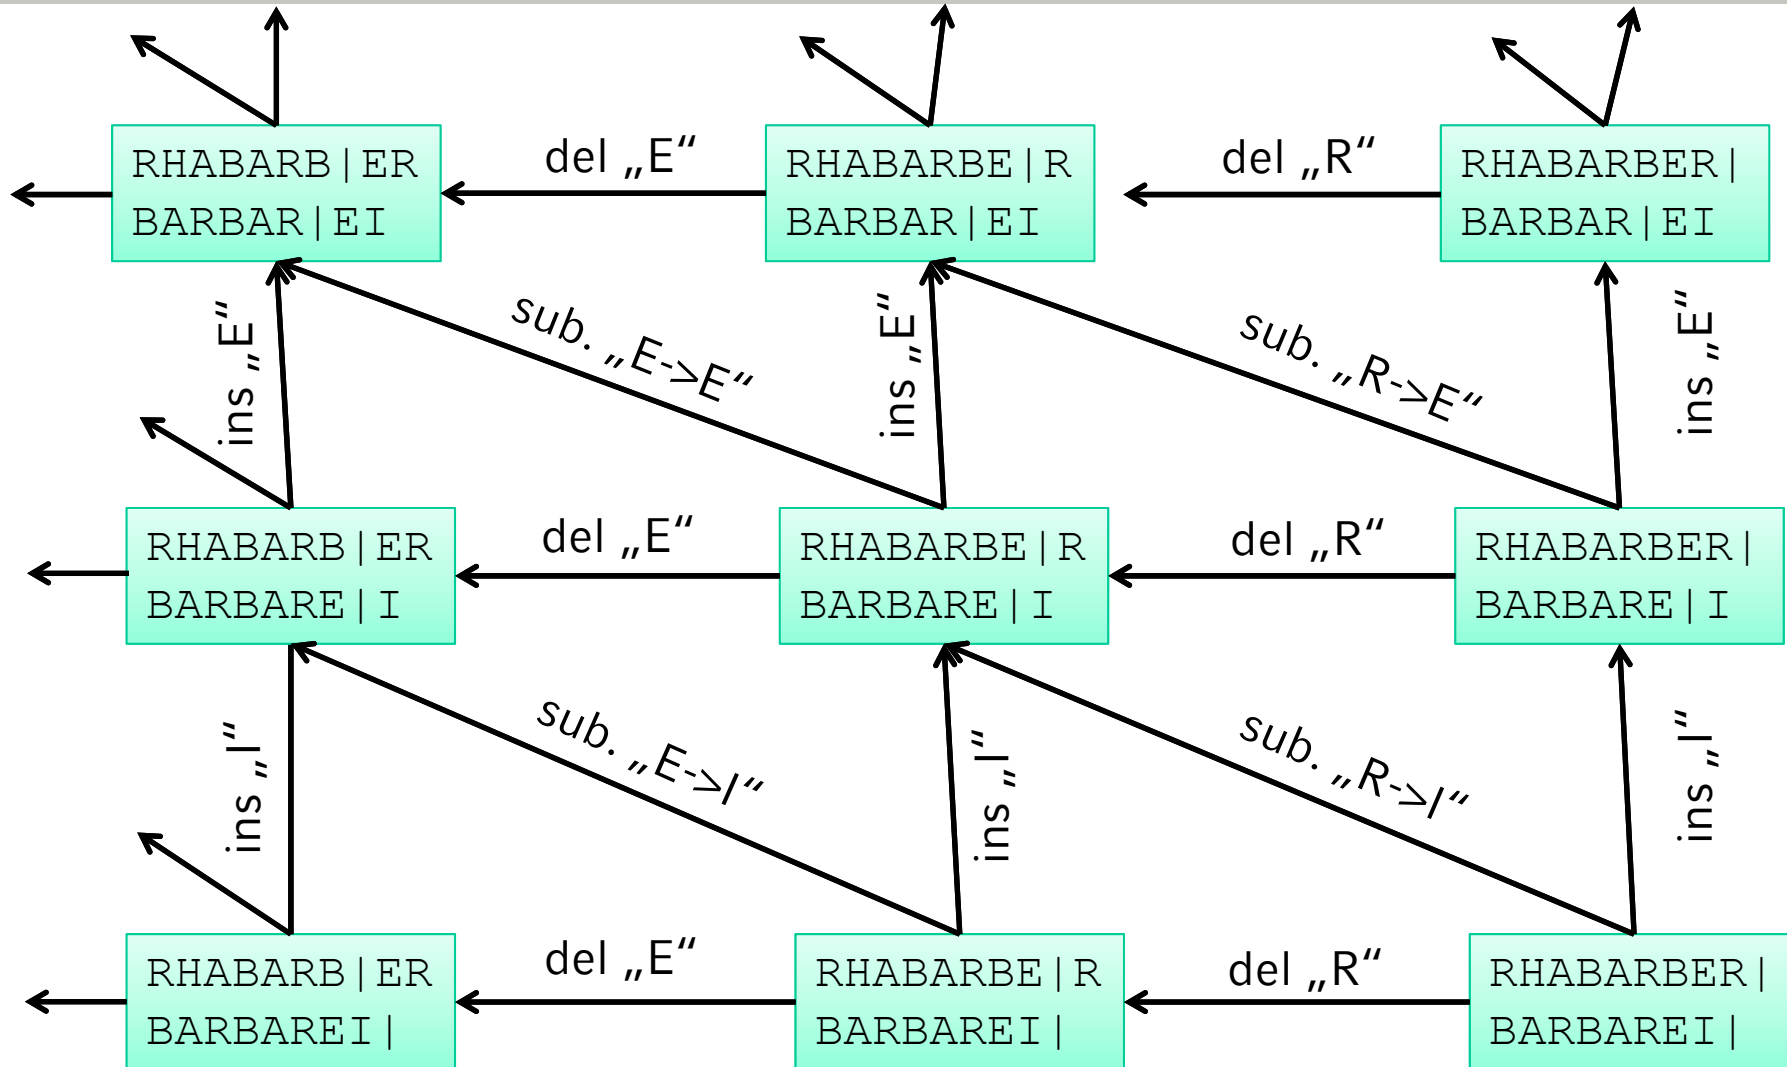 del „E“
del „R“
RHABARB|ER
BARBAR|EI
RHABARBE|R
BARBAR|EI
RHABARBER|
BARBAR|EI
ins „E“
sub. „E->E“
ins „E“
sub. „R->E“
ins „E“
del „E“
del „R“
RHABARB|ER
BARBARE|I
RHABARBE|R
BARBARE|I
RHABARBER|
BARBARE|I
ins „I“
sub. „E->I“
ins „I“
sub. „R->I“
ins „I“
del „E“
del „R“
RHABARB|ER
BARBAREI|
RHABARBE|R
BARBAREI|
RHABARBER|
BARBAREI|